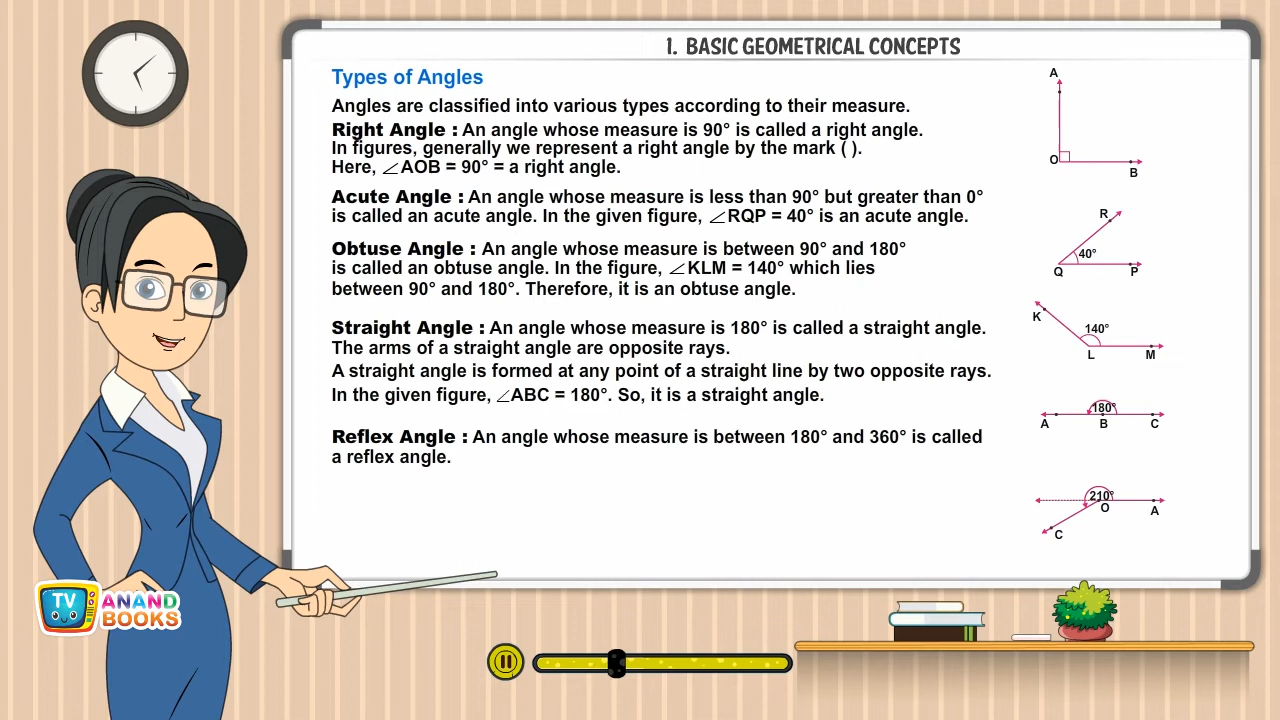 1. BASIC GEOMETRICAL CONCEPTS
Types of Angles
Angles are classified into various types according to their measure.
Right Angle : An angle whose measure is 90° is called a right angle.
In figures, generally we represent a right angle by the mark ( ).
Here, ∠AOB = 90° = a right angle.
Acute Angle : An angle whose measure is less than 90° but greater than 0°
is called an acute angle. In the given figure, ∠RQP = 40° is an acute angle.
Obtuse Angle : An angle whose measure is between 90° and 180°
is called an obtuse angle. In the figure, ∠KLM = 140° which lies
between 90° and 180°. Therefore, it is an obtuse angle.
Straight Angle : An angle whose measure is 180° is called a straight angle.
The arms of a straight angle are opposite rays.
A straight angle is formed at any point of a straight line by two opposite rays.
In the given figure, ∠ABC = 180°. So, it is a straight angle.
Reflex Angle : An angle whose measure is between 180° and 360° is called
a reflex angle.
A
O
B
R
40°
Q P
K
140°
L M
180°
A B C
210°
O A
C
TV
ANAND
BOOKS